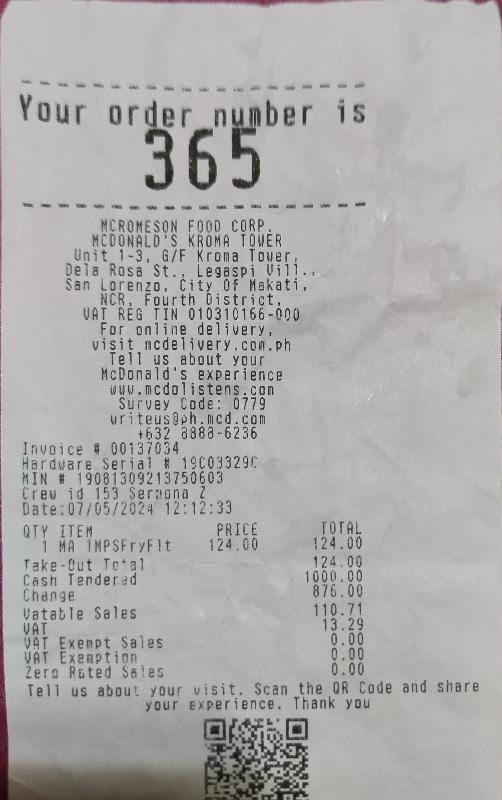 Your order number is
365
MCROMESON FOOD CORP.
MCDONALD'S KROMA TOWER
Unit 1-3, G/F Kroma Tower,
Dela Rosa St., Legaspi Vill..,
San Lorenzo, City Of Makati,
NCR, Fourth District,
VAT REG TIN 010310166-000
For online delivery,
visit mcdelivery.com.ph
Tell us about your
McDonald's experience
www.mcdolistens.com
Survey Code: 0779
writeus@ph.mcd.com
+632 8888-6236
Invoice # 00137034
Hardware Serial # 19C03329C
MIN # 19081309213750603
Crew id 153 Sermona Z
Date:07/05/2024 12:12:33
QTY ITEM PRICE TOTAL
1 MA 1MPSFryFlt 124.00 124.00
Take-Out Total 124.00
Cash Tendered 1000.00
Change 876.00
Vatable Sales 110.71
VAT 13.29
VAT Exempt Sales 0.00
VAT Exemption 0.00
Zero Rated Sales 0.00
Tell us about your visit. Scan the QR Code and share
your experience. Thank you